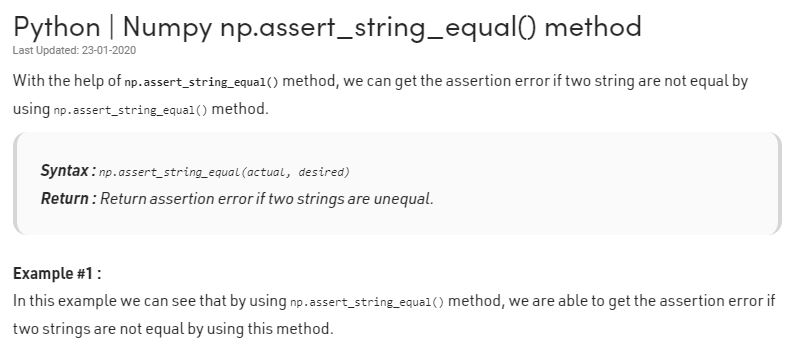 Python | Numpy np.assert_string_equal() method
Last Updated: 23-01-2020
With the help of np.assert_string_equal() method, we can get the assertion error if two string are not equal by
using np.assert_string_equal() method.
Syntax : np.assert_string_equal(actual, desired)
Return : Return assertion error if two strings are unequal.
Example #1 :
In this example we can see that by using np.assert_string_equal() method, we are able to get the assertion error if
two strings are not equal by using this method.